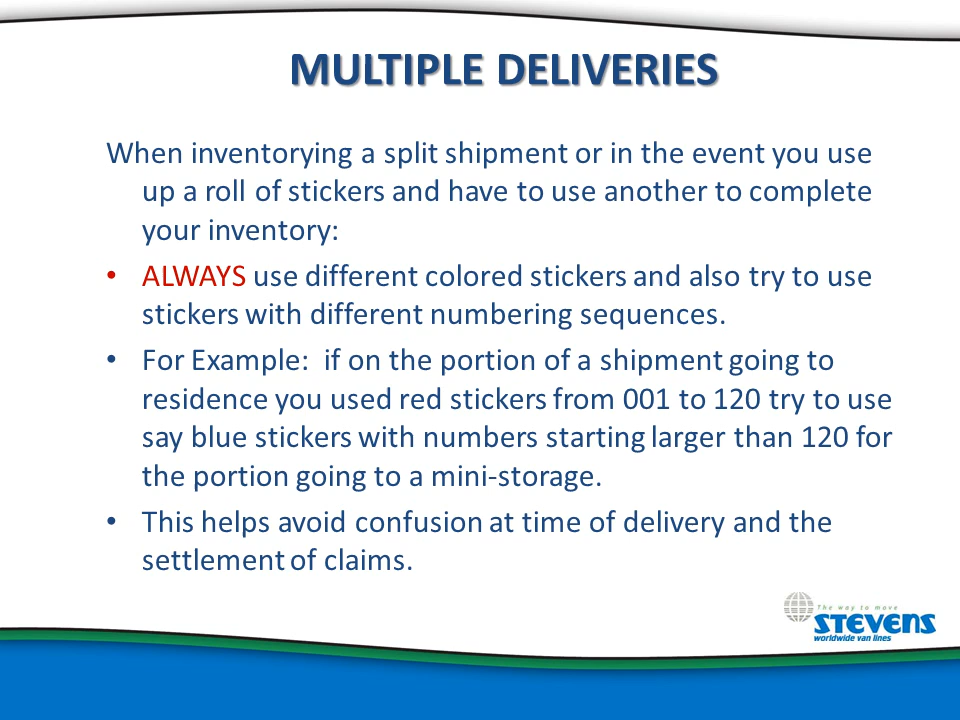 MULTIPLE DELIVERIES
When inventorying a split shipment or in the event you use
up a roll of stickers and have to use another to complete
your inventory:
• ALWAYS use different colored stickers and also try to use
stickers with different numbering sequences.
• For Example:  if on the portion of a shipment going to
residence you used red stickers from 001 to 120 try to use
say blue stickers with numbers starting larger than 120 for
the portion going to a mini-storage.
• This helps avoid confusion at time of delivery and the
settlement of claims.
The way to move
STEVENS
worldwide van lines